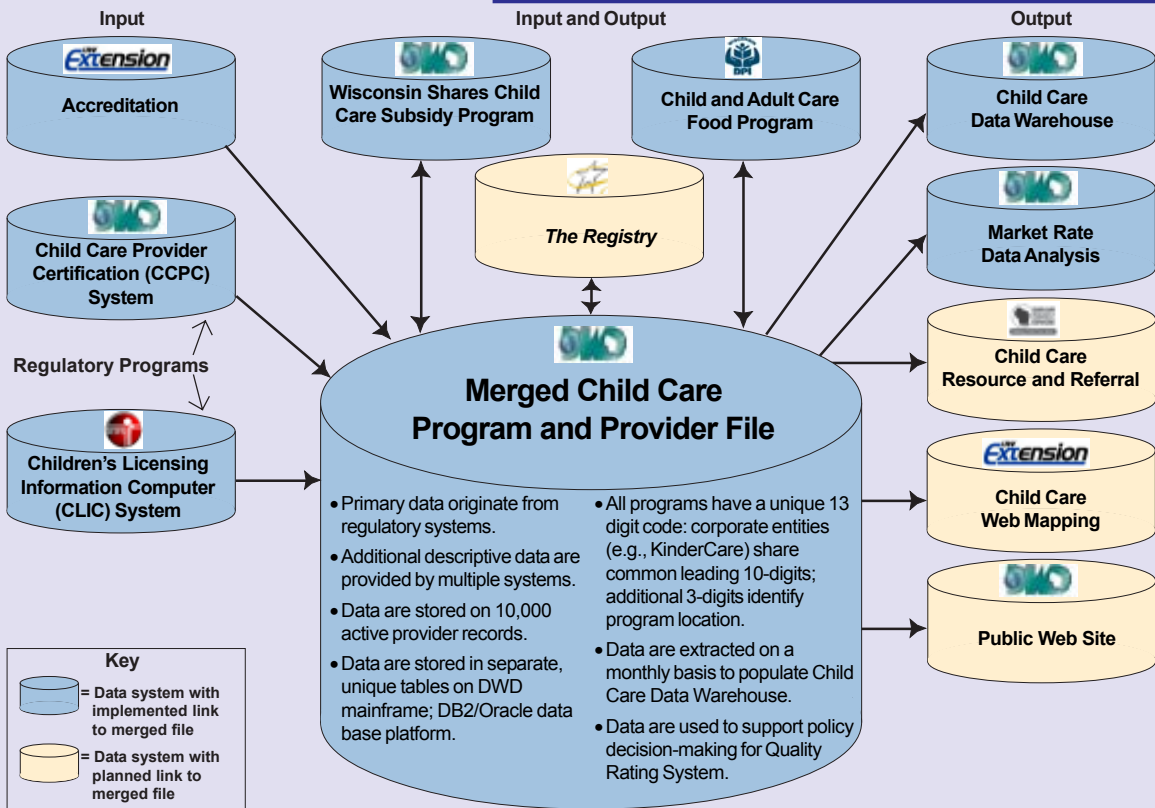 Input
Input and Output
Output
Extension
Accreditation
DWD
Wisconsin Shares Child
Care Subsidy Program
DPI
Child and Adult Care
Food Program
DWD
Child Care
Data Warehouse
The Registry
DWD
Child Care Provider
Certification (CCPC)
System
DWD
Market Rate
Data Analysis
Regulatory Programs
Child Care
Resource and Referral
Children's Licensing
Information Computer
(CLIC) System
DWD
Merged Child Care
Program and Provider File
• Primary data originate from
regulatory systems.
• Additional descriptive data are
provided by multiple systems.
• Data are stored on 10,000
active provider records.
• Data are stored in separate,
unique tables on DWD
mainframe; DB2/Oracle data
base platform.
• All programs have a unique 13
digit code: corporate entities
(e.g., KinderCare) share
common leading 10-digits;
additional 3-digits identify
program location.
• Data are extracted on a
monthly basis to populate Child
Care Data Warehouse.
• Data are used to support policy
decision-making for Quality
Rating System.
Extension
Child Care
Web Mapping
DWD
Public Web Site
Key
= Data system with
implemented link
to merged file
= Data system with
planned link to
merged file